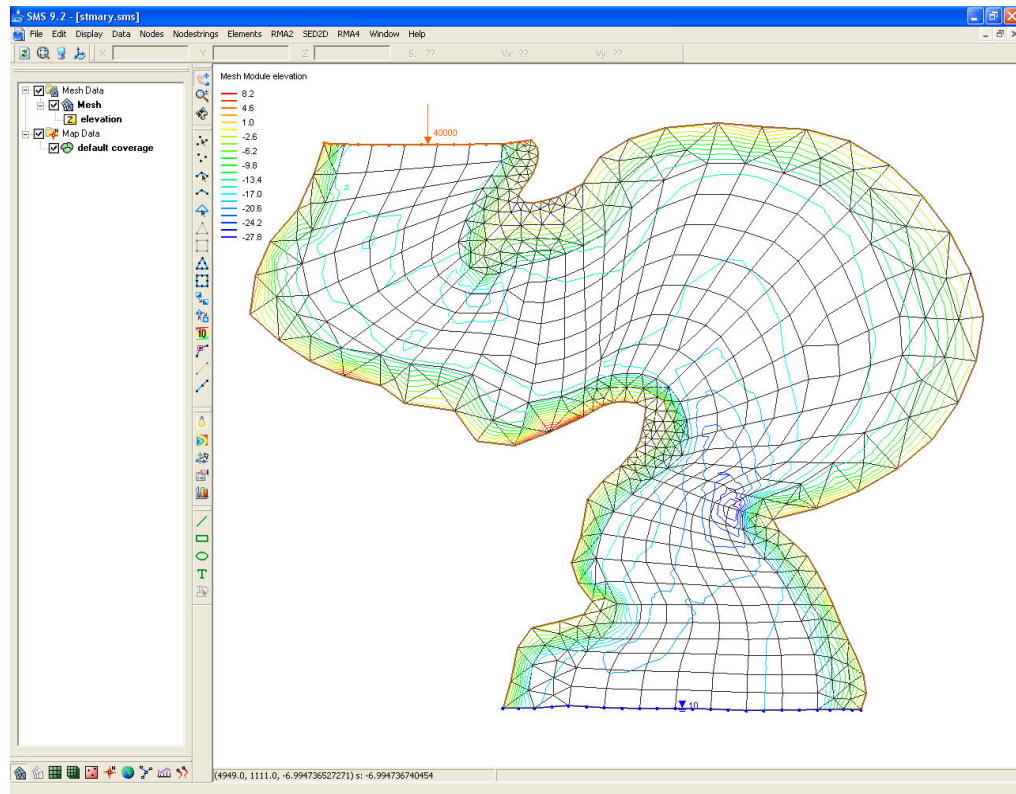 SMS 9.2 - [stmary.sms]
File Edit Display Data Nodes Nodestrings Elements RMA2 SED2D RMA4 Window Help
X Y Z S: ?? Vx: ?? Vy: ??
Mesh Data
Mesh
Z elevation
Map Data
default coverage
Mesh Module elevation
8.2
4.6
1.0
-2.6
-6.2
-9.8
-13.4
-17.0
-20.6
-24.2
-27.8
40000
10
10
T
(4949.0, 1111.0, -6.994736527271) s: -6.994736740454